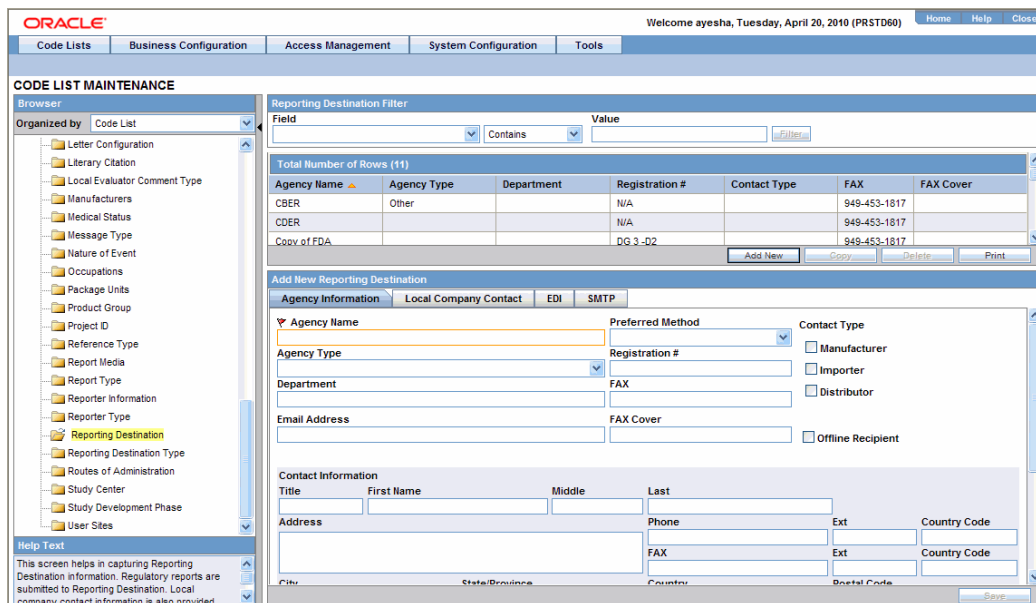 ORACLE
Welcome ayesha, Tuesday, April 20, 2010 (PRSTD60)
Home Help Close
Code Lists Business Configuration Access Management System Configuration Tools
CODE LIST MAINTENANCE
Browser
Organized by Code List
Letter Configuration
Literary Citation
Local Evaluator Comment Type
Manufacturers
Medical Status
Message Type
Nature of Event
Occupations
Package Units
Product Group
Project ID
Reference Type
Report Media
Report Type
Reporter Information
Reporter Type
Reporting Destination
Reporting Destination Type
Routes of Administration
Study Center
Study Development Phase
User Sites
Help Text
This screen helps in capturing Reporting
Destination information. Regulatory reports are
submitted to Reporting Destination. Local
company contact information is also provided
Reporting Destination Filter
Field Value
Contains Filter
Total Number of Rows (11)
Agency Name Agency Type Department Registration # Contact Type FAX FAX Cover
CBER Other N/A 949-453-1817
CDER N/A 949-453-1817
Copy of FDA DG 3 -D2 949-453-1817
Add New Copy Delete Print
Add New Reporting Destination
Agency Information Local Company Contact EDI SMTP
Agency Name Preferred Method Contact Type
Manufacturer
Agency Type Registration #
Importer
Department FAX
Distributor
Email Address FAX Cover
Offline Recipient
Contact Information
Title First Name Middle Last
Address Phone Ext Country Code
FAX Ext Country Code
City State/Province Country Postal Code
Save